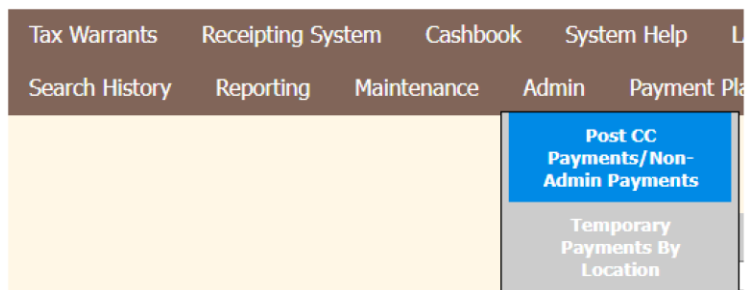 Tax Warrants Receipting System Cashbook System Help
Search History Reporting Maintenance Admin Payment
Post CC
Payments/Non-
Admin Payments
Temporary
Payments By
Location